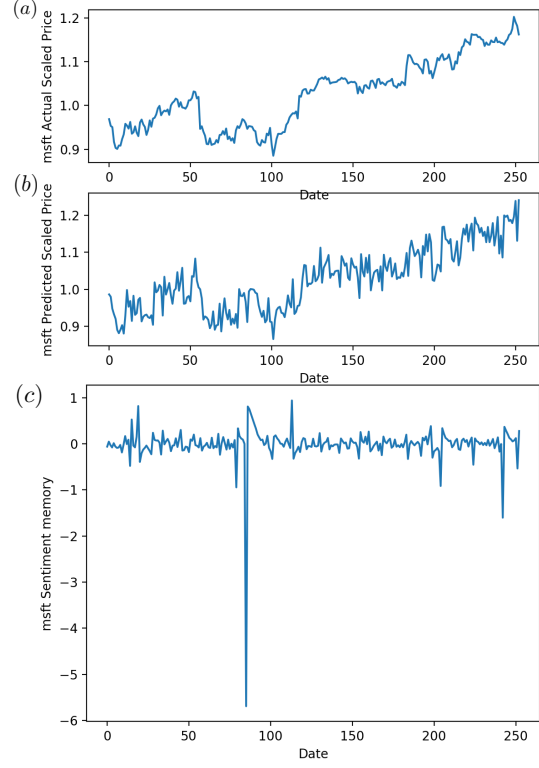 (a)
msft Actual Scaled Price
1.2
1.1
1.0
0.9
0 50 100 150 200 250
Date
(b)
msft Predicted Scaled Price
1.2
1.1
1.0
0.9
0 50 100 150 200 250
Date
(c)
msft Sentiment memory
1
0
−1
−2
−3
−4
−5
−6
0 50 100 150 200 250
Date